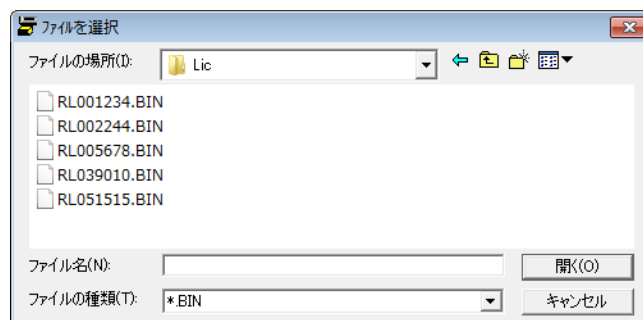 ファイルを選択
ファイルの場所(I): Lic
RL001234.BIN
RL002244.BIN
RL005678.BIN
RL039010.BIN
RL051515.BIN
ファイル名(N): 開く(O)
ファイルの種類(T): *.BIN キャンセル